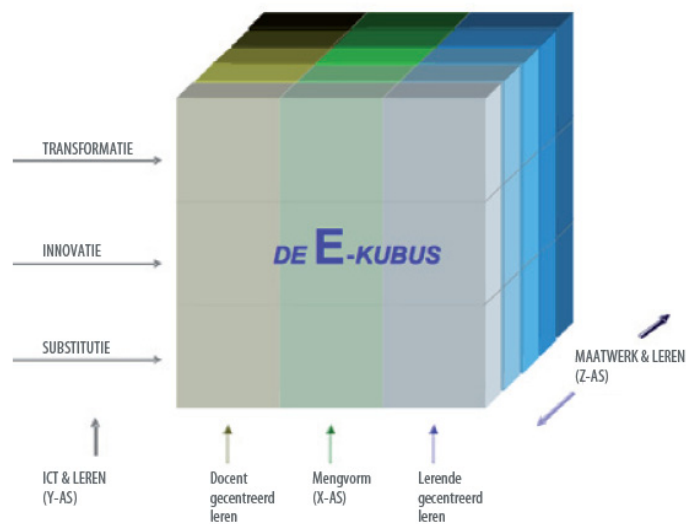 TRANSFORMATIE
INNOVATIE
DE E-KUBUS
SUBSTITUTIE
MAATWERK & LEREN
(Z-AS)
ICT & LEREN
(Y-AS)
Docent
gecentreerd
leren
Mengvorm
(X-AS)
Lerende
gecentreerd
leren